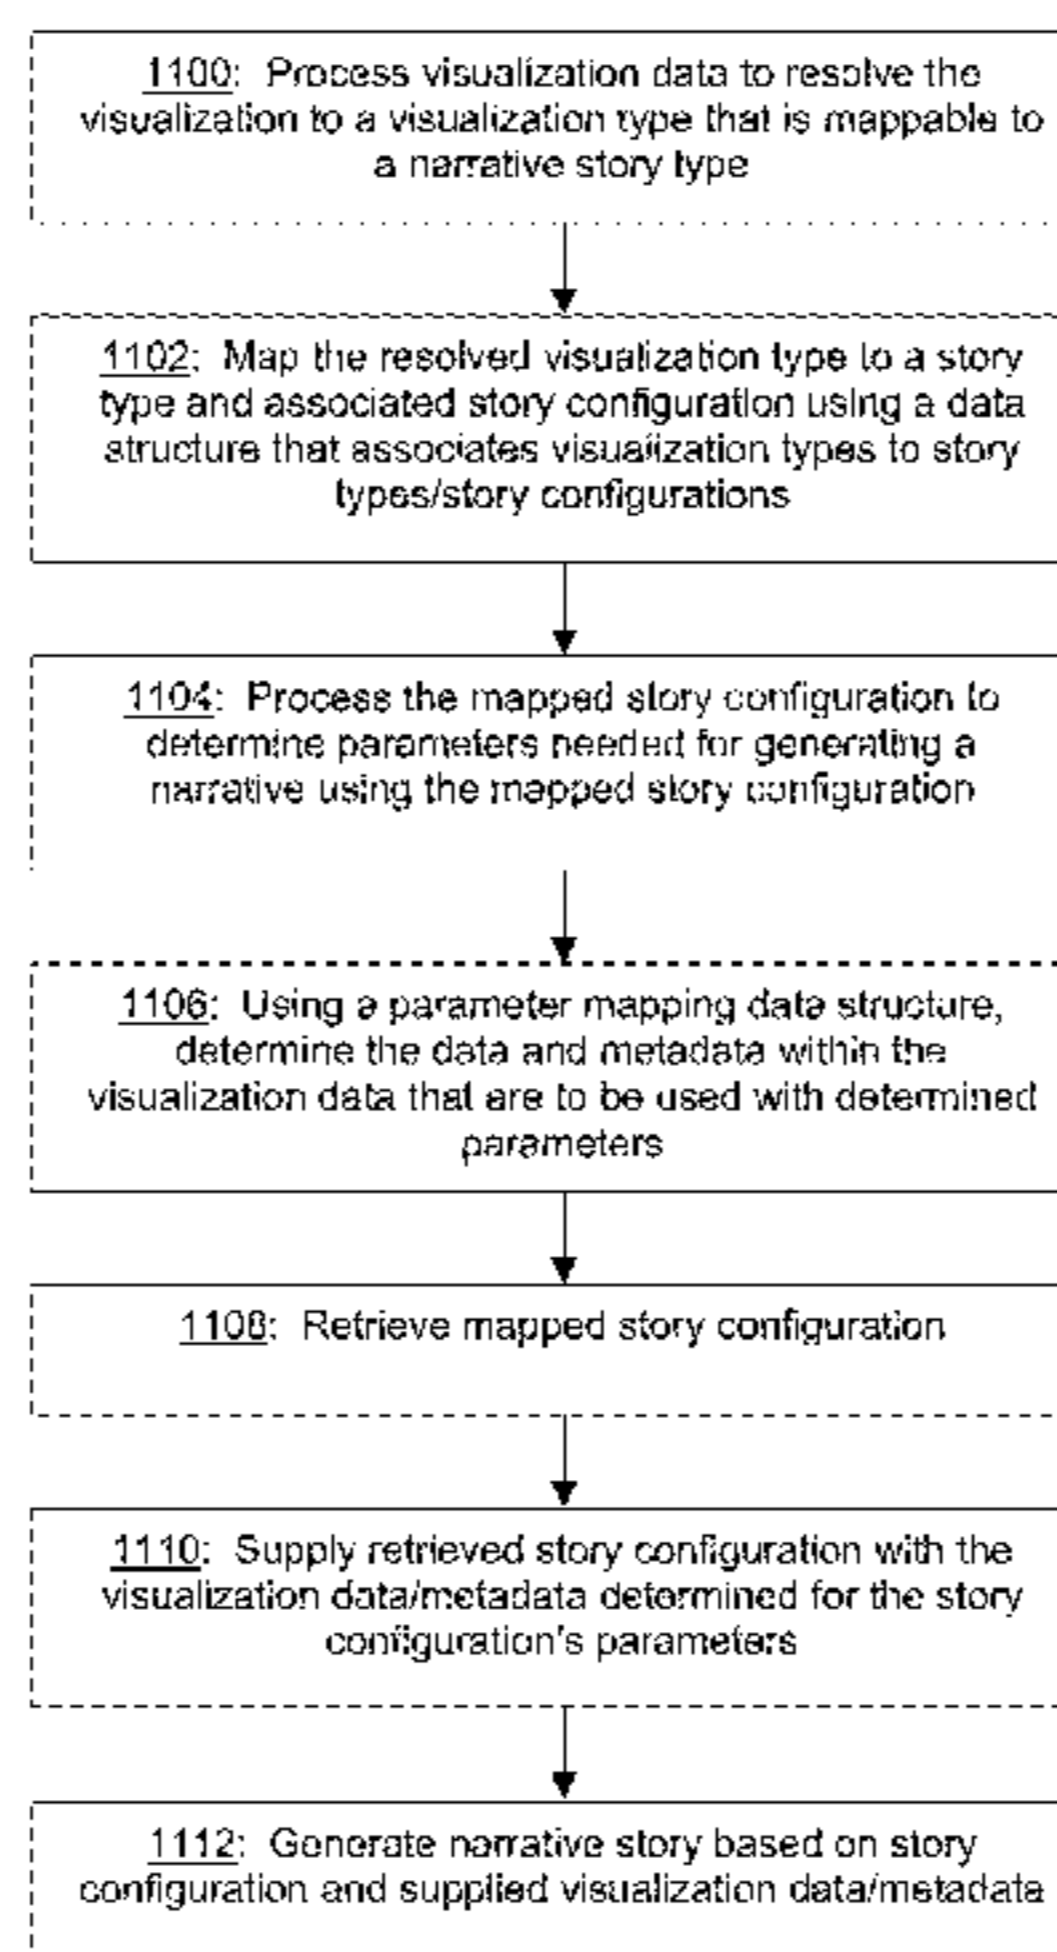 1100: Process visualization data to resolve the
visualization to a visualization type that is mappable to
a narrative story type
1102: Map the resolved visualization type to a story
type and associated story configuration using a data
structure that associates visualization types to story
types/story configurations
1104: Process the mapped story configuration to
determine parameters needed for generating a
narrative using the mapped story configuration
1106: Using a parameter mapping data structure,
determine the data and metadata within the
visualization data that are to be used with determined
parameters
1108: Retrieve mapped story configuration
1110: Supply retrieved story configuration with the
visualization data/metadata determined for the story
configuration's parameters
1112: Generate narrative story based on story
configuration and supplied visualization data/metadata